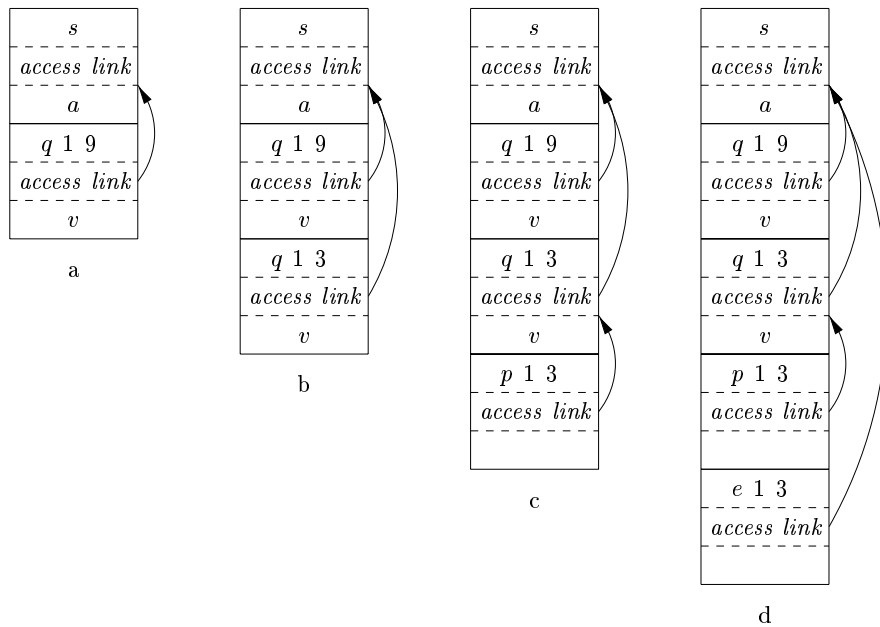 s
access link
a
q 1 9
access link
v
a
s
access link
a
q 1 9
access link
v
q 1 3
access link
v
b
s
access link
a
q 1 9
access link
v
q 1 3
access link
v
p 1 3
access link
c
s
access link
a
q 1 9
access link
v
q 1 3
access link
v
p 1 3
access link
e 1 3
access link
d